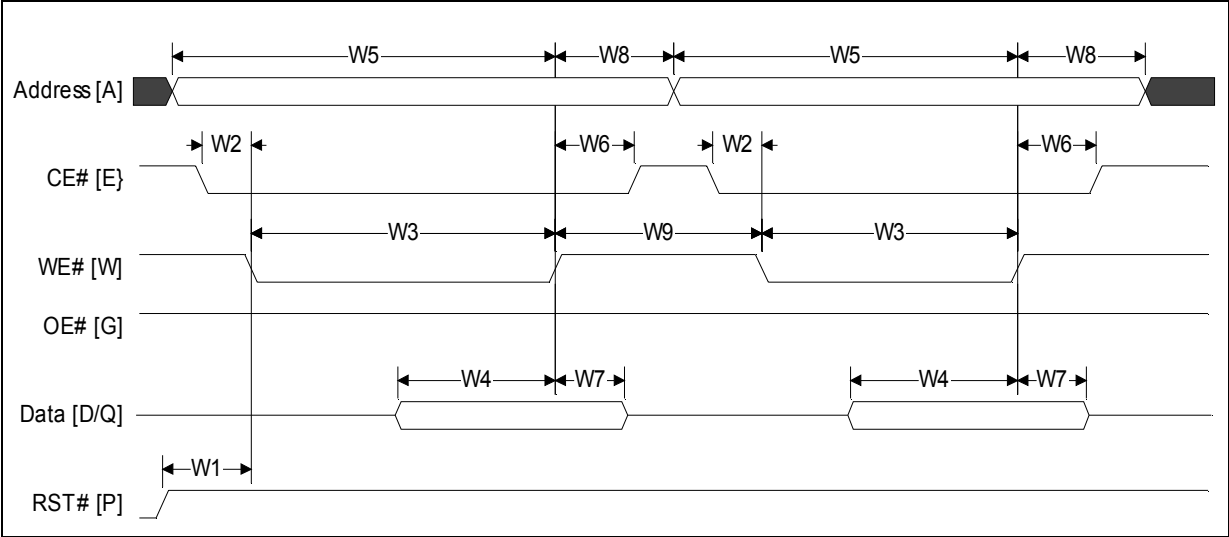 W5 W8 W5 W8
Address [A]
W2 W6 W2 W6
CE# [E}
W3 W9 W3
WE# [W]
OE# [G]
W4 W7 W4 W7
Data [D/Q]
W1
RST# [P]